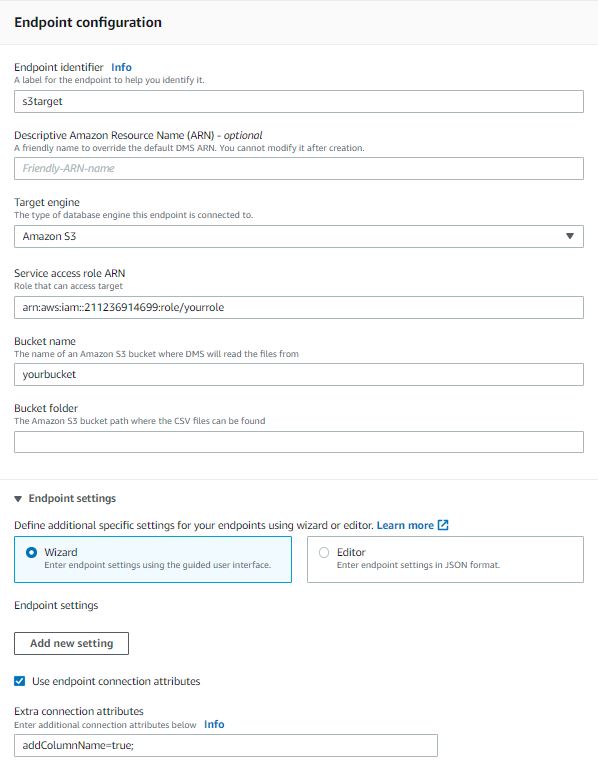 Endpoint configuration
Endpoint identifier Info
A label for the endpoint to help you identify it.
s3target
Descriptive Amazon Resource Name (ARN) - optional
A friendly name to override the default DMS ARN. You cannot modify it after creation.
Friendly-ARN-name
Target engine
The type of database engine this endpoint is connected to.
Amazon S3
Service access role ARN
Role that can access target
arn:aws:iam::211236914699:role/yourrole
Bucket name
The name of an Amazon S3 bucket where DMS will read the files from
yourbucket
Bucket folder
The Amazon S3 bucket path where the CSV files can be found
Endpoint settings
Define additional specific settings for your endpoints using wizard or editor. Learn more
Wizard
Enter endpoint settings using the guided user interface.
Editor
Enter endpoint settings in JSON format.
Endpoint settings
Add new setting
Use endpoint connection attributes
Extra connection attributes
Enter additional connection attributes below Info
addColumnName=true;